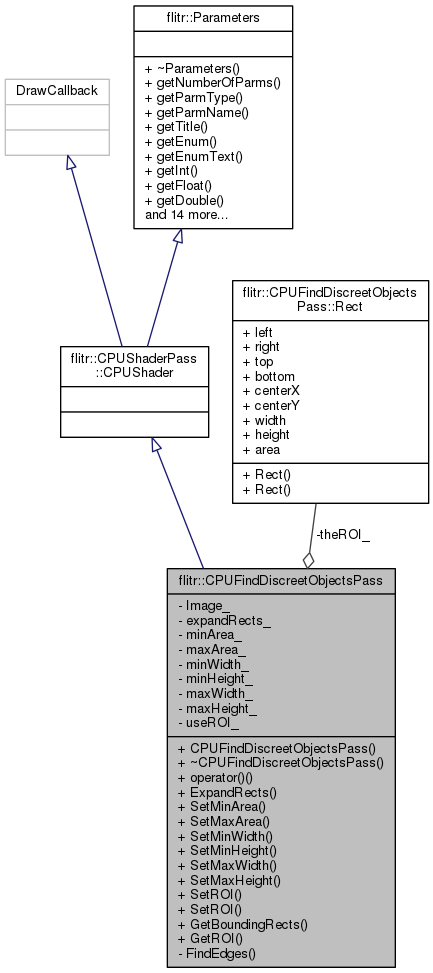 flitr::Parameters
+ ~Parameters()
+ getNumberOfParms()
+ getParmType()
+ getParmName()
+ getTitle()
+ getEnum()
+ getEnumText()
+ getInt()
+ getFloat()
+ getDouble()
and 14 more...
DrawCallback
flitr::CPUFindDiscreetObjects
Pass::Rect
+ left
+ right
+ top
+ bottom
+ centerX
+ centerY
+ width
+ height
+ area
+ Rect()
+ Rect()
flitr::CPUShaderPass
::CPUShader
-theROI_
flitr::CPUFindDiscreetObjectsPass
- Image_
- expandRects_
- minArea_
- maxArea_
- minWidth_
- minHeight_
- maxWidth_
- maxHeight_
- useROI_
+ CPUFindDiscreetObjectsPass()
+ ~CPUFindDiscreetObjectsPass()
+ operator()()
+ ExpandRects()
+ SetMinArea()
+ SetMaxArea()
+ SetMinWidth()
+ SetMinHeight()
+ SetMaxWidth()
+ SetMaxHeight()
+ SetROI()
+ SetROI()
+ GetBoundingRects()
+ GetROI()
- FindEdges()